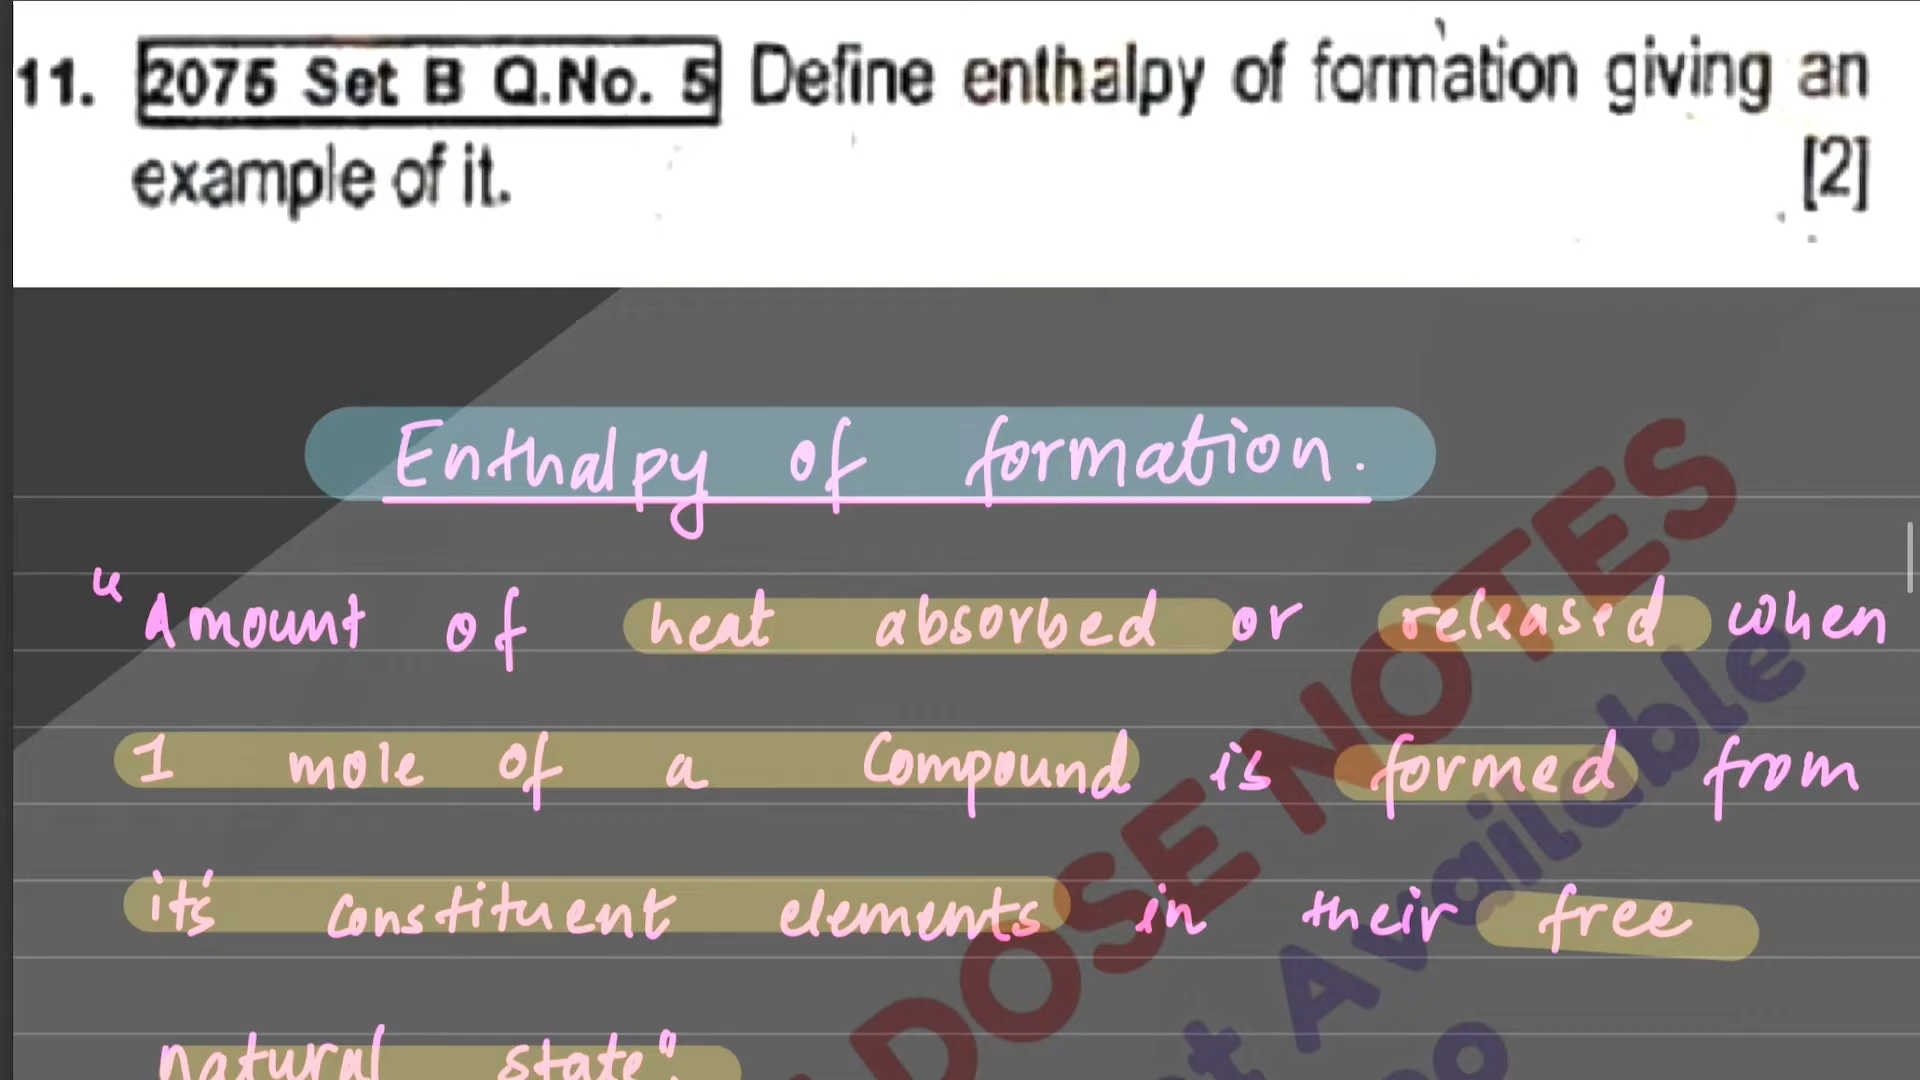 11. 2075 Set B Q.No. 5 Define enthalpy of formation giving an
example of it. [2]
Enthalpy of formation.
"Amount of heat absorbed or released when
1 mole of a compound is formed from
it's constituent elements in their free
natural state".
DOSE NOTES
Available